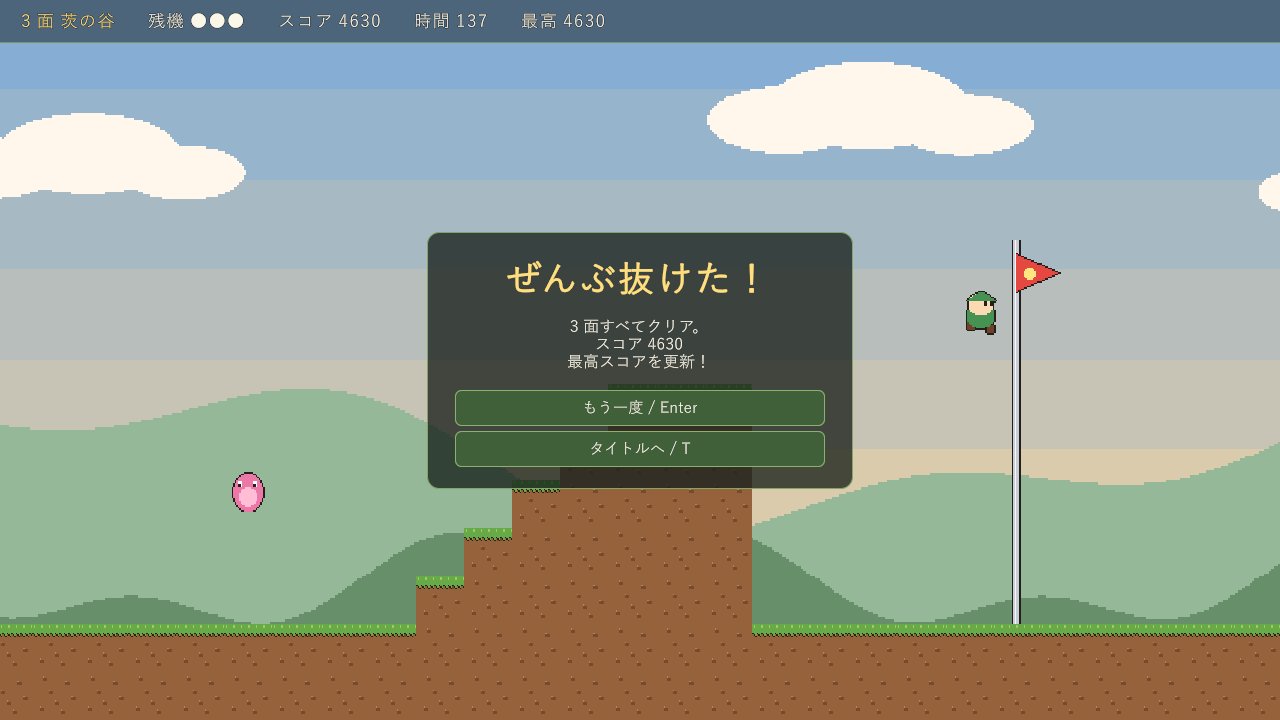 3 面 茨の谷 残機 スコア 4630 時間 137 最高 4630
ぜんぶ抜けた！
3 面すべてクリア。
スコア 4630
最高スコアを更新！
もう一度 / Enter
タイトルへ / T